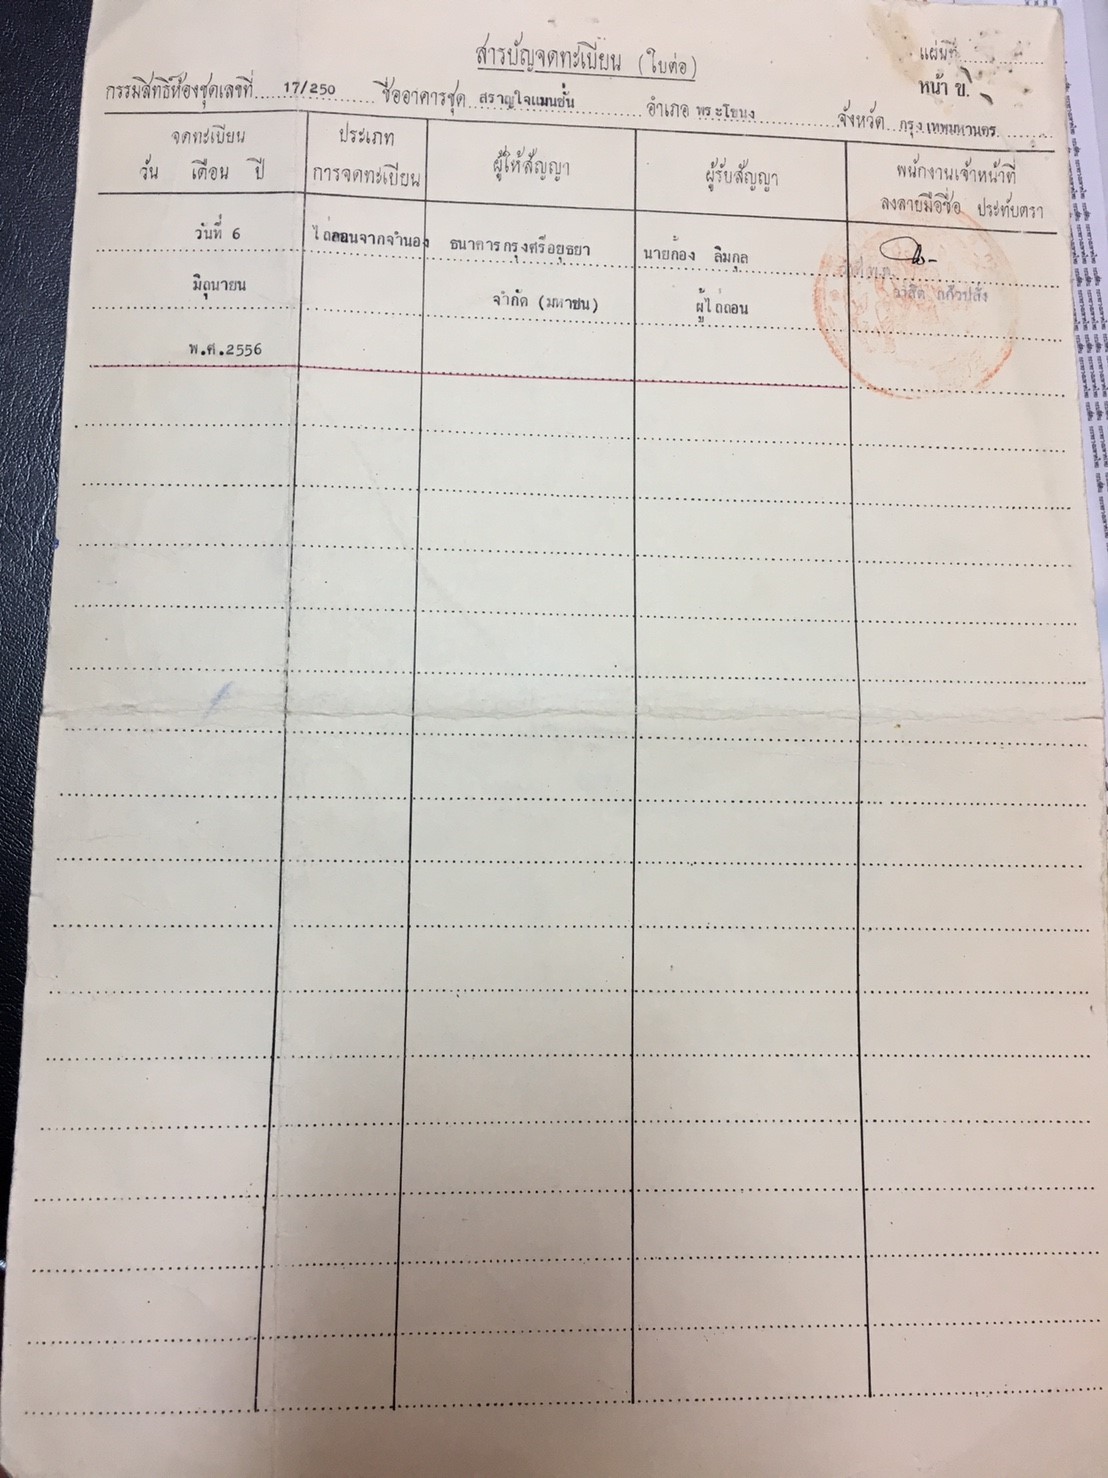 สารบัญจดทะเบียน (ใบต่อ)
แผ่นที่
กรรมสิทธิ์ห้องชุดเลขที่ 17/250 ชื่ออาคารชุด สราญใจแมนชั่น อำเภอ พระโขนง จังหวัด กรุงเทพมหานคร
หน้า ข.
จดทะเบียน
วัน เดือน ปี
ประเภท
การจดทะเบียน
ผู้ให้สัญญา
ผู้รับสัญญา
พนักงานเจ้าหน้าที่
ลงลายมือชื่อ ประทับตรา
วันที่ 6 ไถ่ถอนจากจำนอง ธนาคารกรุงศรีอยุธยา นายก้อง ลิมกุล
มิถุนายน จำกัด (มหาชน) ผู้ไถ่ถอน
พ.ศ.2556